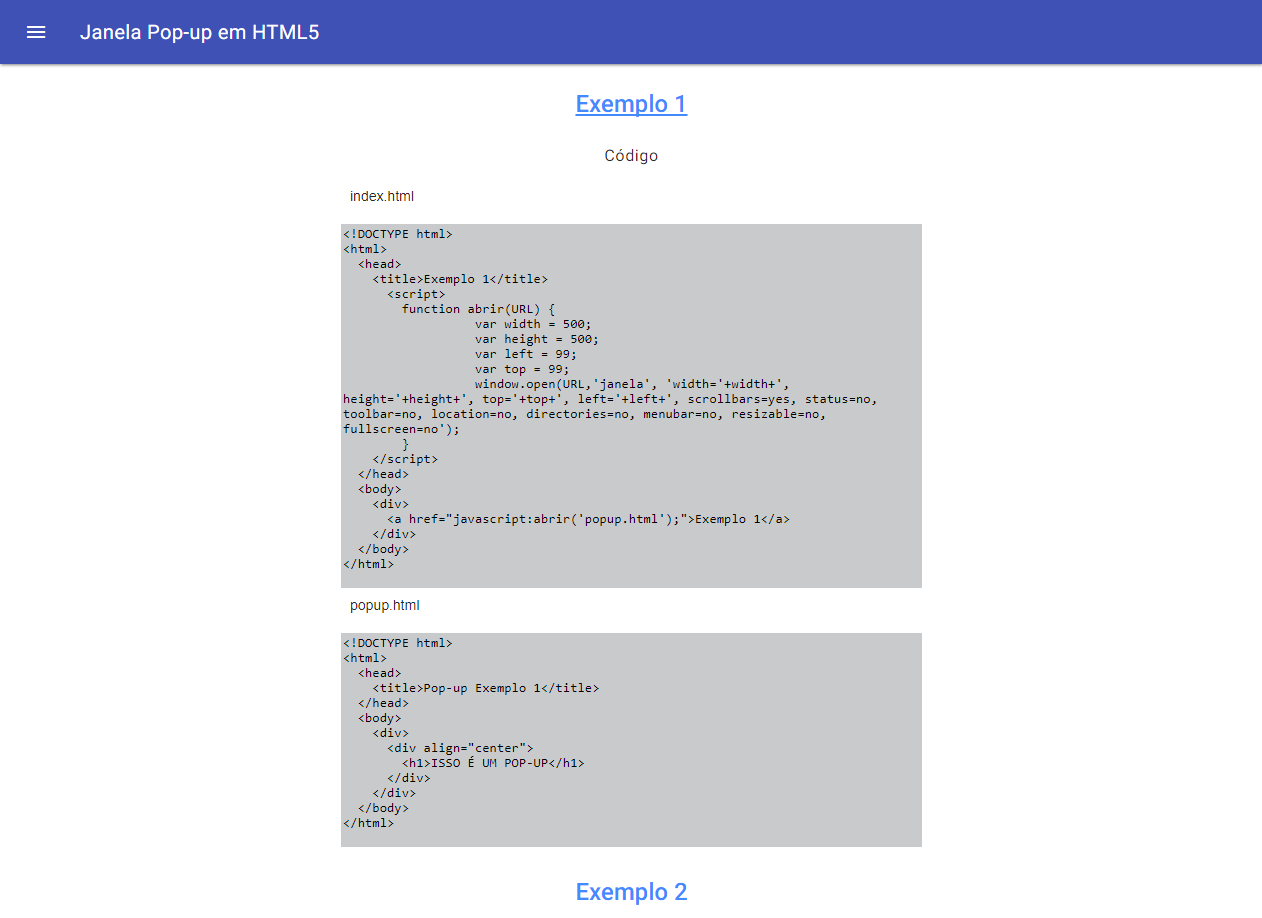 Janela Pop-up em HTML5
Exemplo 1
Código
index.html
<!DOCTYPE html>
<html>
  <head>
    <title>Exemplo 1</title>
      <script>
        function abrir(URL) {
                  var width = 500;
                  var height = 500;
                  var left = 99;
                  var top = 99;
                  window.open(URL,'janela', 'width='+width+',
height='+height+', top='+top+', left='+left+', scrollbars=yes, status=no,
toolbar=no, location=no, directories=no, menubar=no, resizable=no,
fullscreen=no');
        }
    </script>
  </head>
  <body>
    <div>
      <a href="javascript:abrir('popup.html');">Exemplo 1</a>
    </div>
  </body>
</html>
popup.html
<!DOCTYPE html>
<html>
  <head>
    <title>Pop-up Exemplo 1</title>
  </head>
  <body>
    <div>
      <div align="center">
        <h1>ISSO É UM POP-UP</h1>
      </div>
    </div>
  </body>
</html>
Exemplo 2